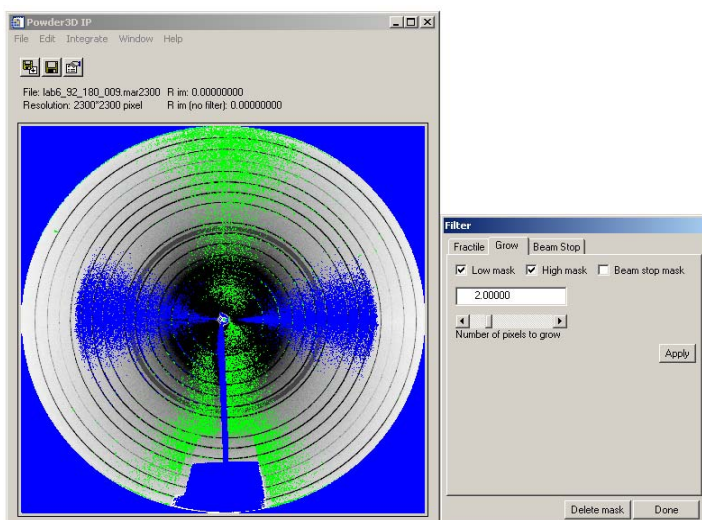 Powder3D IP
File Edit Integrate Window Help
File: lab6_92_180_009.mar2300 R im: 0.00000000
Resolution: 2300*2300 pixel R im (no filter): 0.00000000
Filter
Fractile Grow Beam Stop
Low mask High mask Beam stop mask
2.00000
Number of pixels to grow
Apply
Delete mask Done